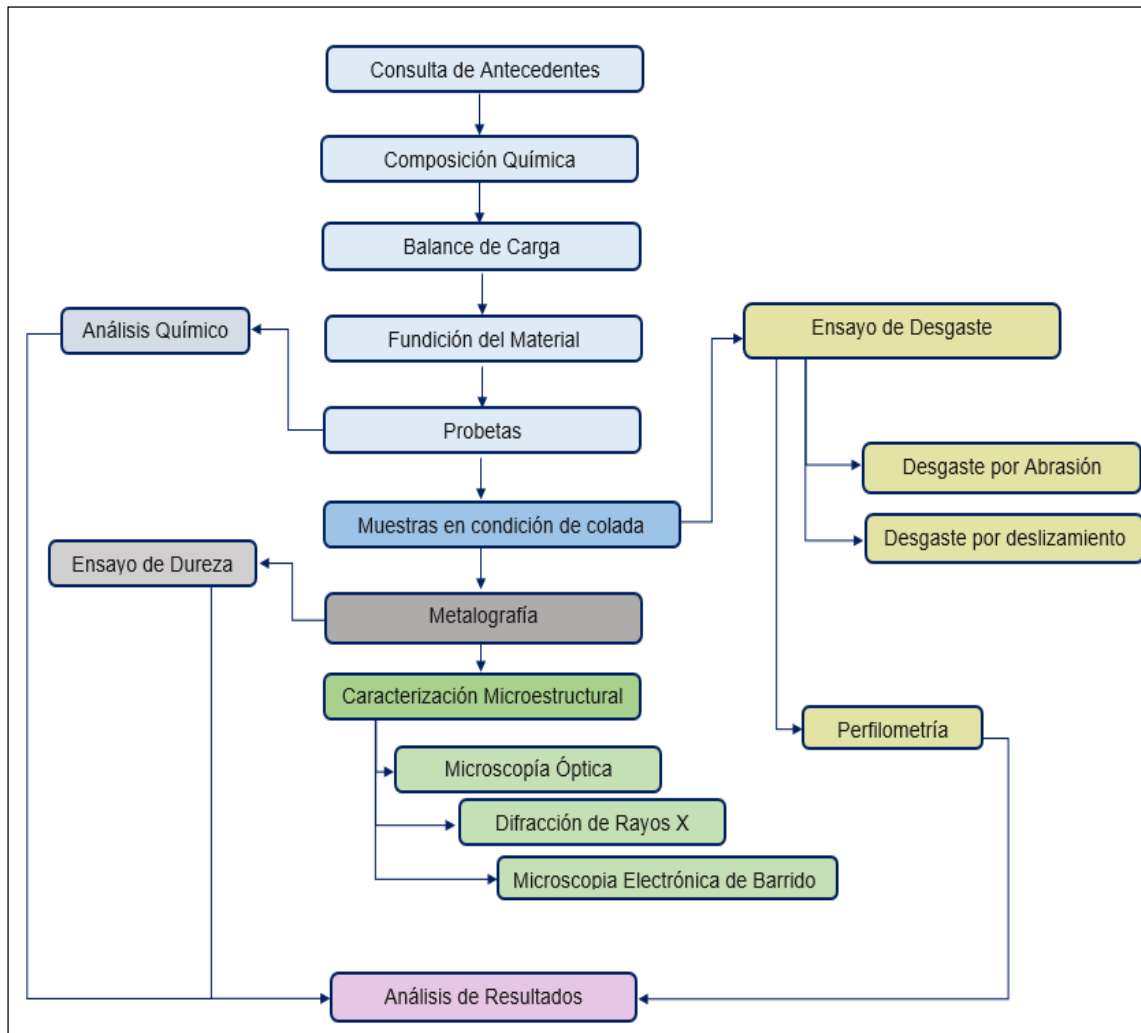 Consulta de Antecedentes
Composición Química
Balance de Carga
Análisis Químico
Fundición del Material
Ensayo de Desgaste
Probetas
Desgaste por Abrasión
Muestras en condición de colada
Desgaste por deslizamiento
Ensayo de Dureza
Metalografía
Caracterización Microestructural
Perfilometría
Microscopía Óptica
Difracción de Rayos X
Microscopia Electrónica de Barrido
Análisis de Resultados